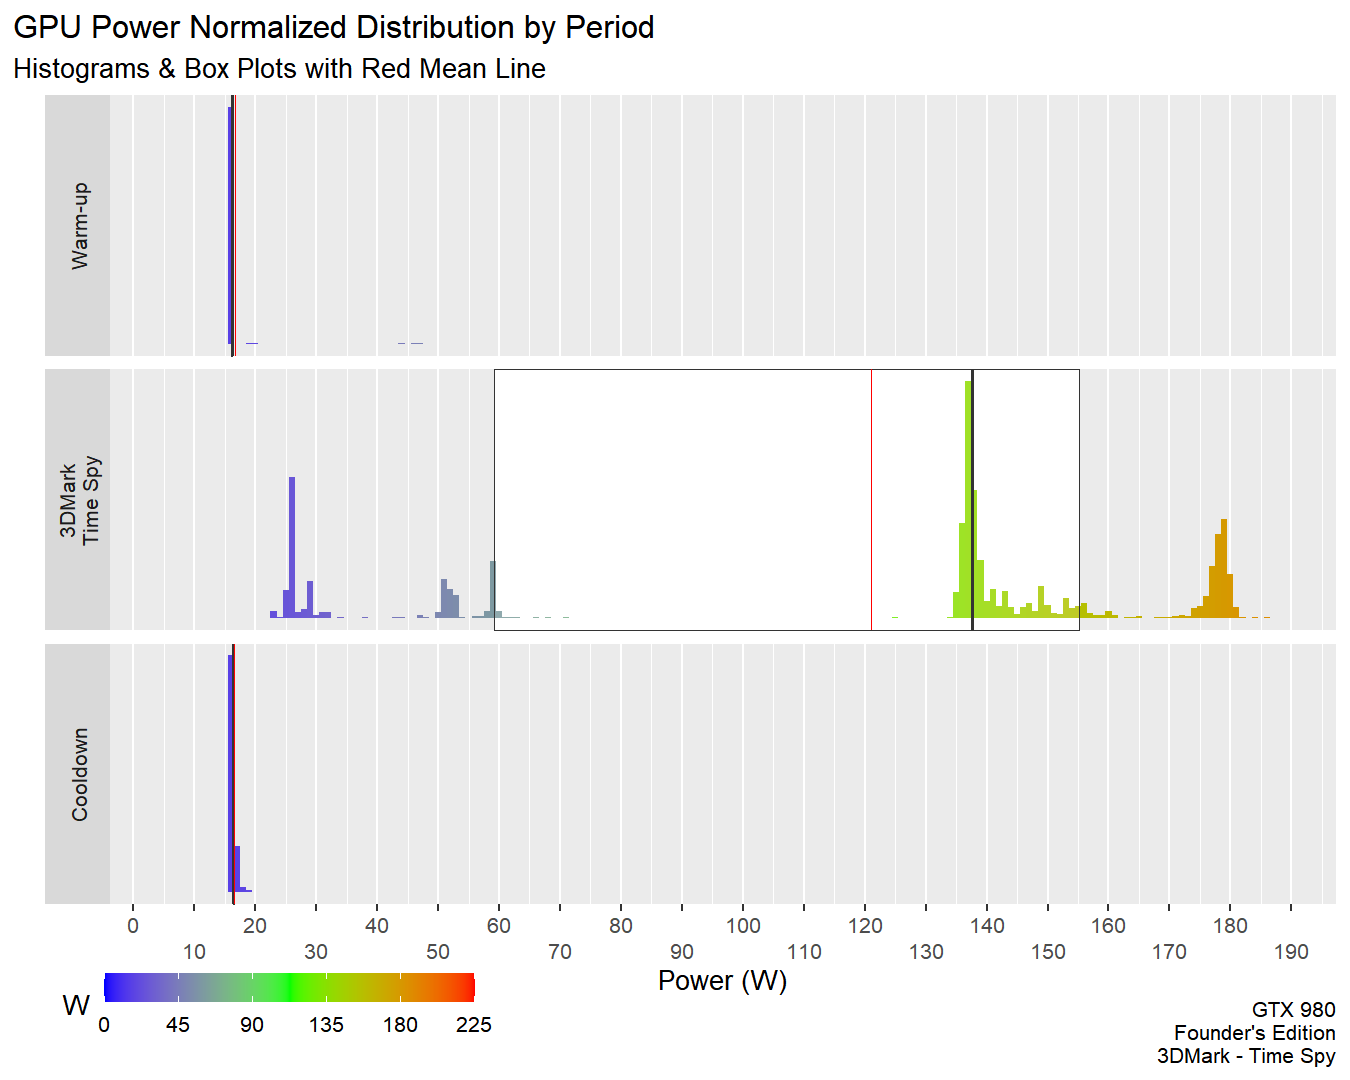 GPU Power Normalized Distribution by Period
Histograms & Box Plots with Red Mean Line
Warm-up
3DMark
Time Spy
Cooldown
0 20 40 60 80 100 120 140 160 180
10 30 50 70 90 110 130 150 170 190
Power (W)
W
0 45 90 135 180 225
GTX 980
Founder's Edition
3DMark - Time Spy